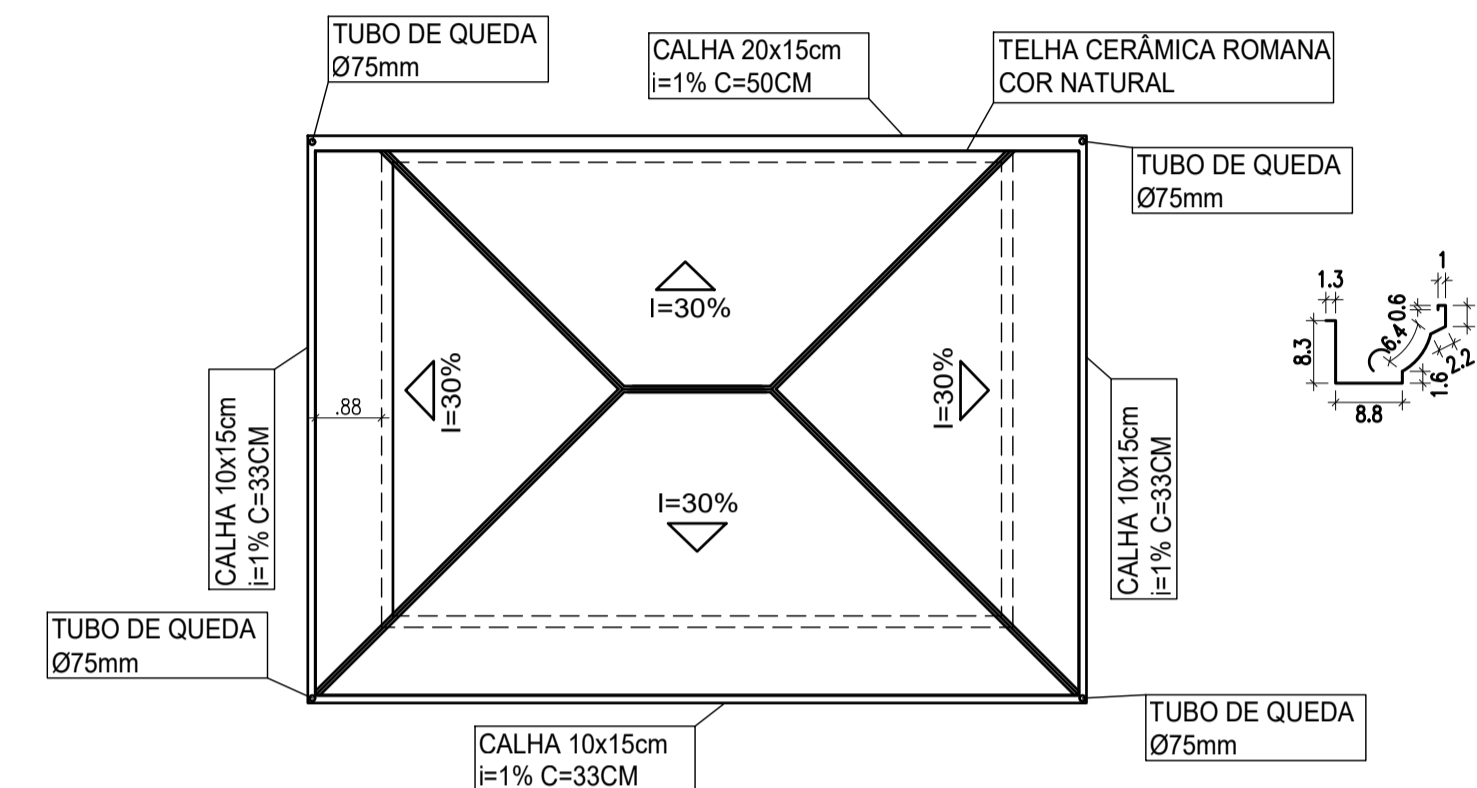 TUBO DE QUEDA
Ø75mm
CALHA 20x15cm
i=1% C=50CM
TELHA CERÂMICA ROMANA
COR NATURAL
TUBO DE QUEDA
Ø75mm
I=30%
I=30%
I=30%
I=30%
.88
CALHA 10x15cm
i=1% C=33CM
CALHA 10x15cm
i=1% C=33CM
1.3
1
0.6
8.3
6.4
2.2
1.6
8.8
TUBO DE QUEDA
Ø75mm
TUBO DE QUEDA
Ø75mm
CALHA 10x15cm
i=1% C=33CM